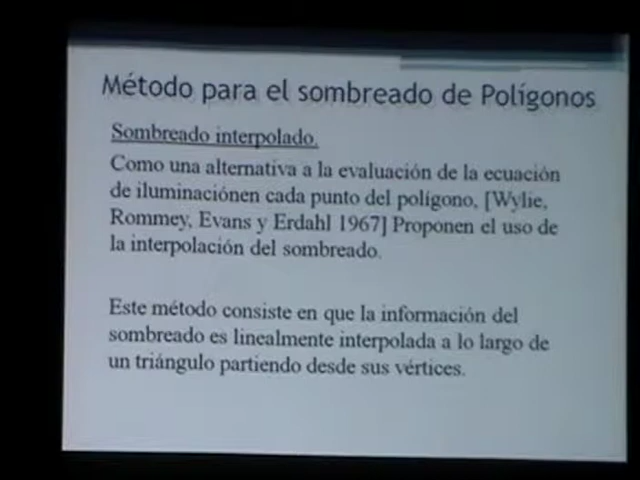 Método para el sombreado de Polígonos
Sombreado interpolado.
Como una alternativa a la evaluación de la ecuación
de iluminaciónen cada punto del polígono, [Wylie,
Rommey, Evans y Erdahl 1967] Proponen el uso de
la interpolación del sombreado.
Este método consiste en que la información del
sombreado es linealmente interpolada a lo largo de
un triángulo partiendo desde sus vértices.